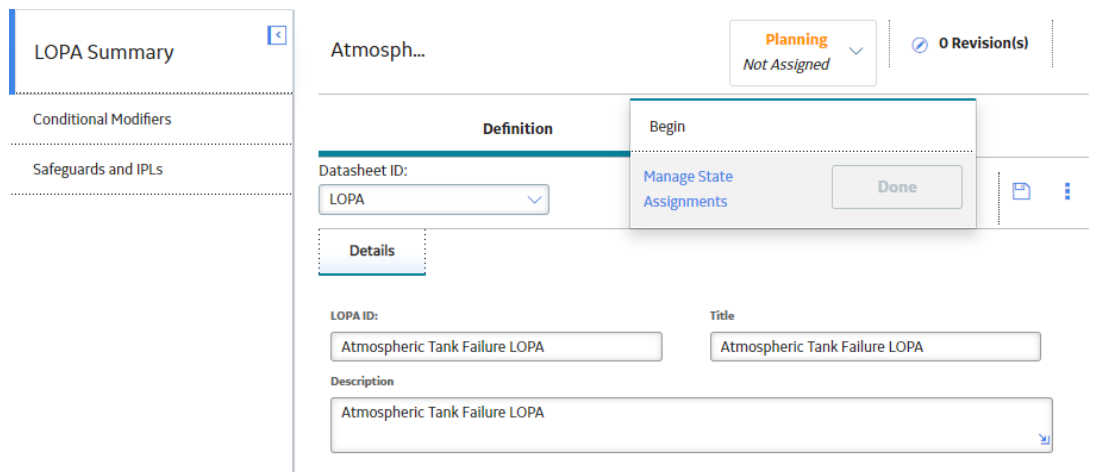 LOPA Summary
Conditional Modifiers
Safeguards and IPLs
Atmosph...
Planning
Not Assigned
0 Revision(s)
Definition
Begin
Manage State
Assignments
Done
Datasheet ID:
LOPA
Details
LOPA ID:
Title
Atmospheric Tank Failure LOPA
Atmospheric Tank Failure LOPA
Description
Atmospheric Tank Failure LOPA